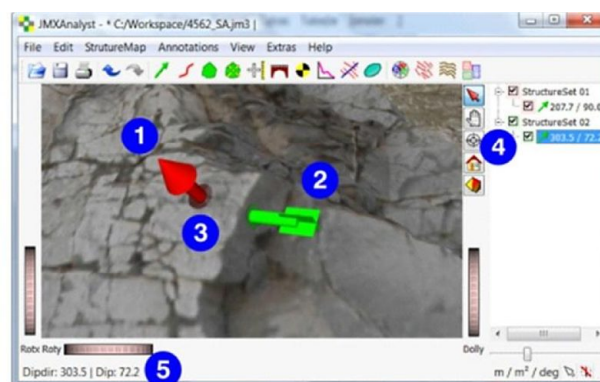 JMXAnalyst - * C:/Workspace/4562_SA.jm3 |
File Edit StrutureMap Annotations View Extras Help
StructureSet 01
207.7 / 90.0
StructureSet 02
303.5 / 72.2
1
2
3
4
Rotx Roty
Dolly
Dipdir: 303.5 | Dip: 72.2
5
m / m² / deg